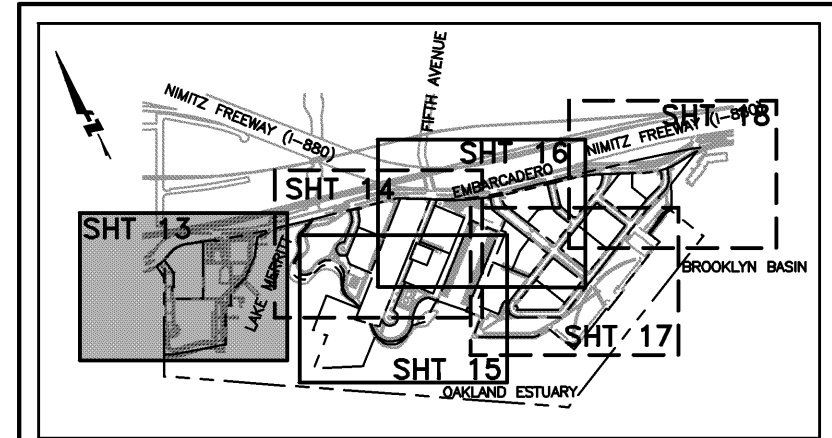 FIFTH AVENUE
NIMITZ FREEWAY (I-880)
SHT 18
NIMITZ FREEWAY (I-880)
SHT 16
SHT 14
EMBARCADERO
SHT 13
LAKE MERRITT
BROOKLYN BASIN
SHT 17
SHT 15
OAKLAND ESTUARY